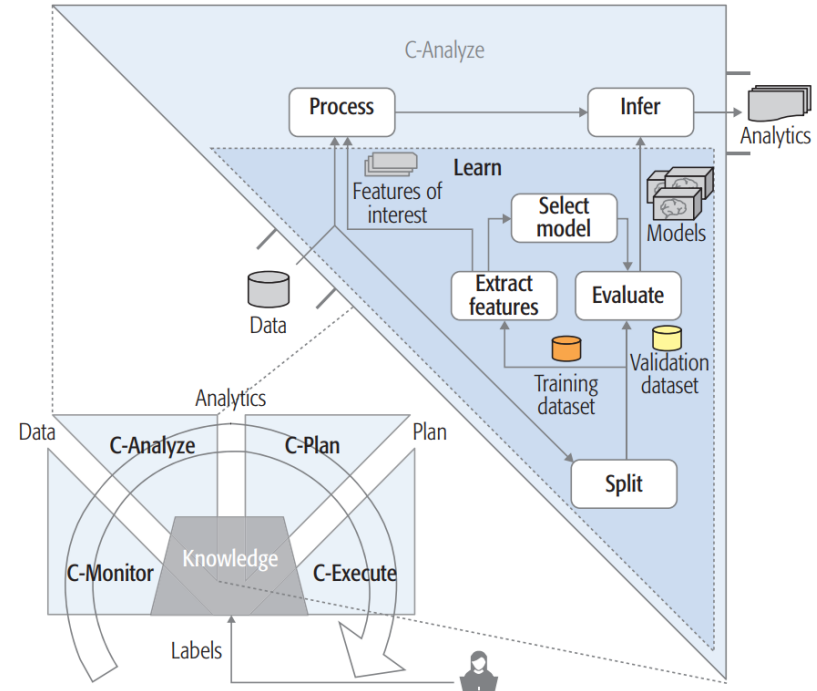 C-Analyze
Process
Infer
Analytics
Learn
Features of
interest
Select
model
Models
Extract
features
Evaluate
Data
Training
dataset
Validation
dataset
Split
Analytics
Data
C-Analyze
C-Plan
Plan
Knowledge
C-Monitor
C-Execute
Labels